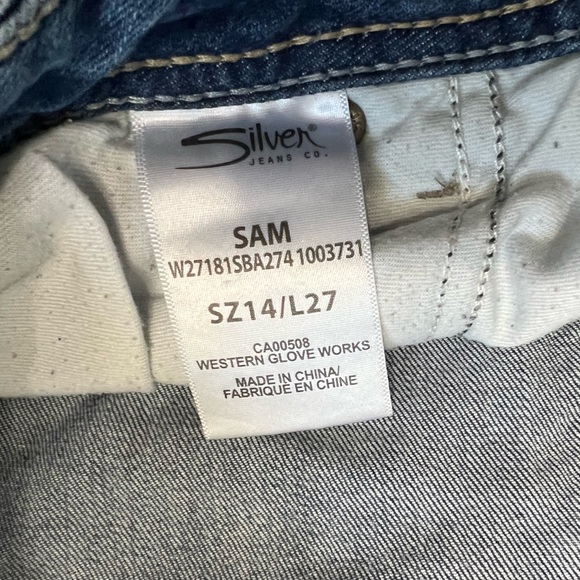 Silver®
JEANS CO.
SAM
W27181SBA274 1003731
SZ14/L27
CA00508
WESTERN GLOVE WORKS
MADE IN CHINA/
FABRIQUE EN CHINE